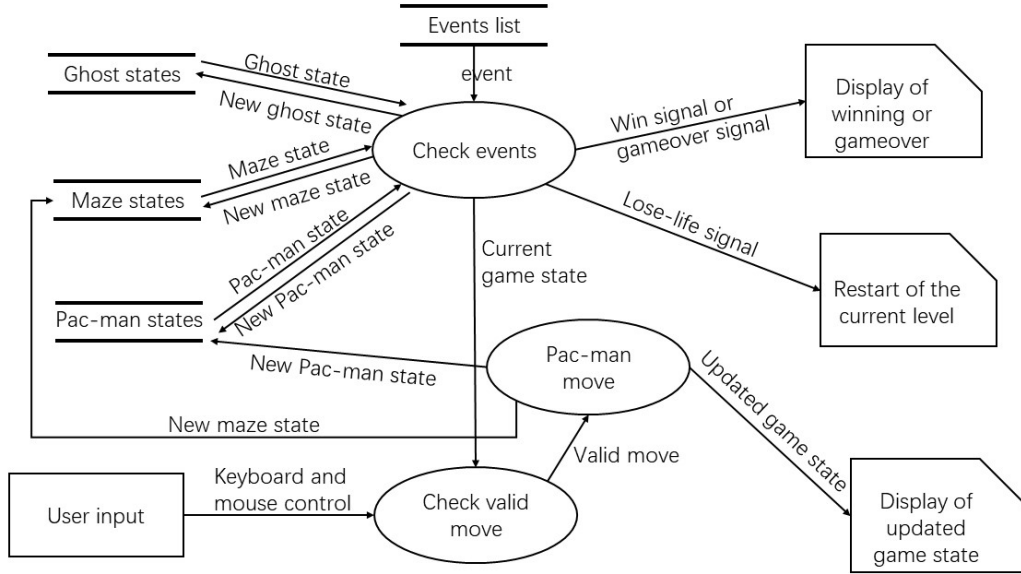 Events list
Ghost states
Ghost state
event
New ghost state
Display of
winning or
gameover
Win signal or
gameover signal
Check events
Maze state
Maze states
New maze state
Lose-life signal
Pac-man state
New Pac-man state
Current
game state
Restart of the
current level
Pac-man states
Pac-man
move
New Pac-man state
Updated game state
New maze state
Valid move
Keyboard and
mouse control
User input
Check valid
move
Display of
updated
game state